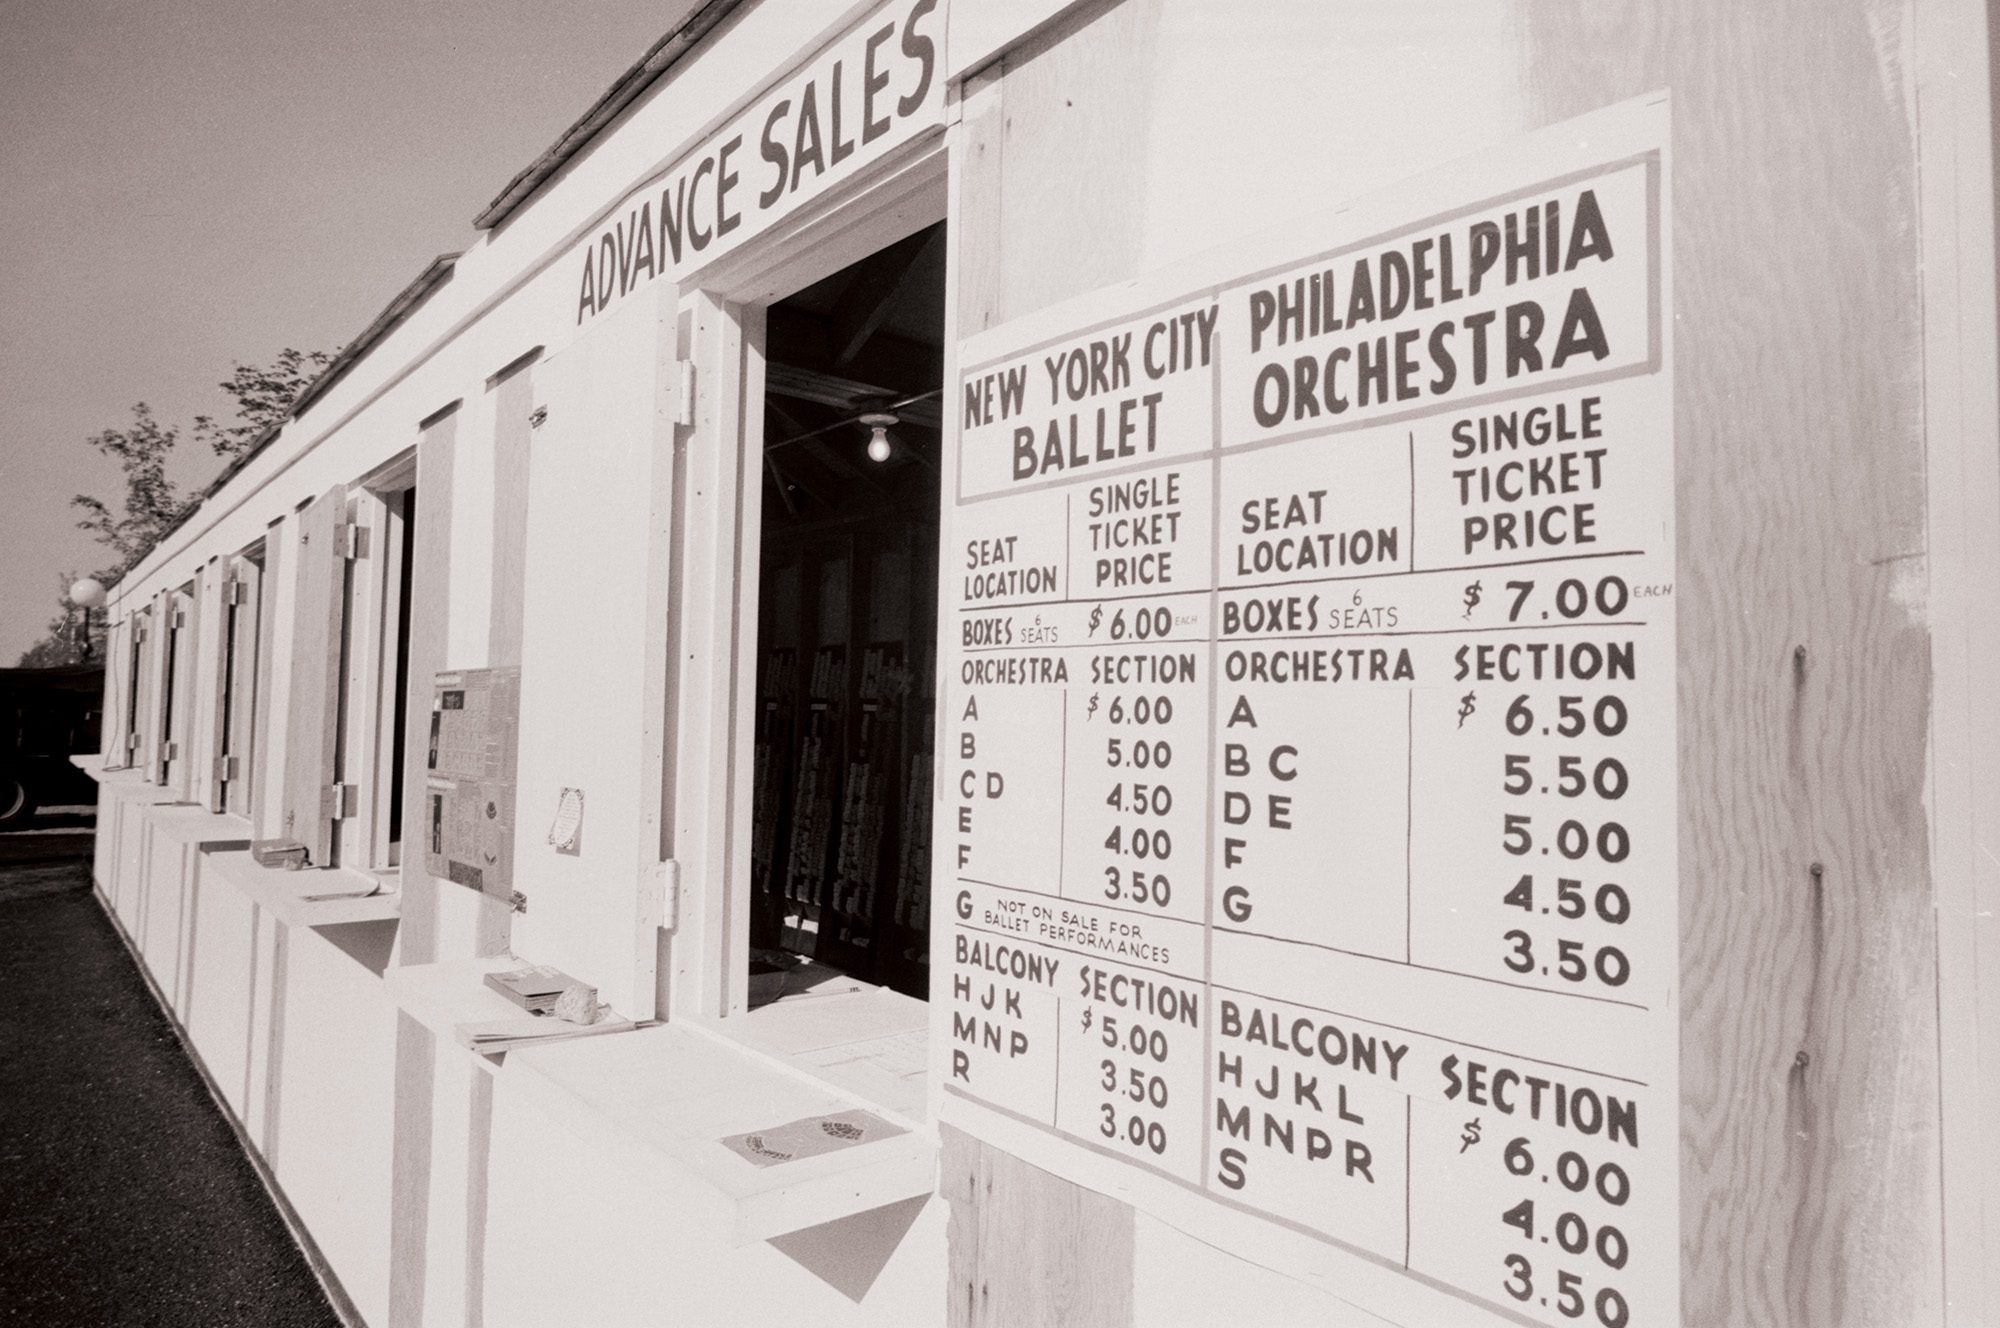 ADVANCE SALES
NEW YORK CITY
BALLET
SEAT
LOCATION
SINGLE
TICKET
PRICE
BOXES 6 SEATS $6.00 EACH
ORCHESTRA SECTION
A $6.00
B 5.00
C D 4.50
E 4.00
F 3.50
G NOT ON SALE FOR
BALLET PERFORMANCES
BALCONY SECTION
H J K $5.00
M N P 3.50
R 3.00
PHILADELPHIA
ORCHESTRA
SEAT
LOCATION
SINGLE
TICKET
PRICE
BOXES 6 SEATS $7.00 EACH
ORCHESTRA SECTION
A $6.50
B C 5.50
D E 5.00
F 4.50
G 3.50
BALCONY SECTION
H J K L $6.00
M N P R 4.00
S 3.50